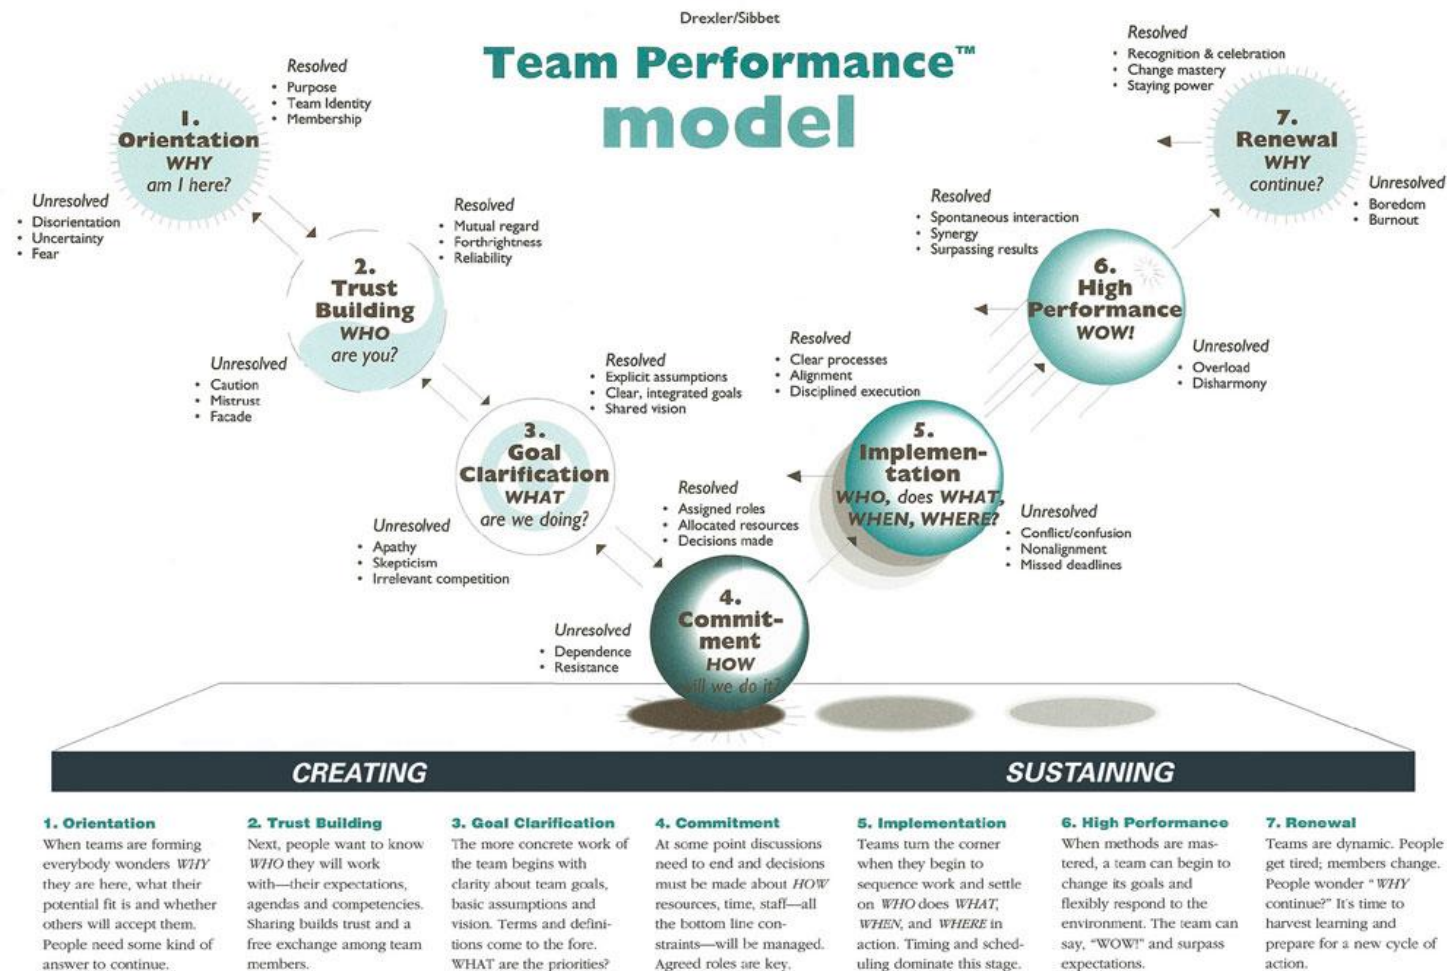 Drexler/Sibbet
Team Performance™
model
1.
Orientation
WHY
am I here?
Resolved
• Purpose
• Team Identity
• Membership
Unresolved
• Disorientation
• Uncertainty
• Fear
2.
Trust
Building
WHO
are you?
Resolved
• Mutual regard
• Forthrightness
• Reliability
Unresolved
• Caution
• Mistrust
• Facade
3.
Goal
Clarification
WHAT
are we doing?
Resolved
• Explicit assumptions
• Clear, integrated goals
• Shared vision
Unresolved
• Apathy
• Skepticism
• Irrelevant competition
4.
Commit-
ment
HOW
will we do it?
Resolved
• Assigned roles
• Allocated resources
• Decisions made
Unresolved
• Dependence
• Resistance
5.
Implemen-
tation
WHO, does WHAT,
WHEN, WHERE?
Resolved
• Clear processes
• Alignment
• Disciplined execution
Unresolved
• Conflict/confusion
• Nonalignment
• Missed deadlines
6.
High
Performance
WOW!
Resolved
• Spontaneous interaction
• Synergy
• Surpassing results
Unresolved
• Overload
• Disharmony
7.
Renewal
WHY
continue?
Resolved
• Recognition & celebration
• Change mastery
• Staying power
Unresolved
• Boredom
• Burnout
CREATING
SUSTAINING
1. Orientation
When teams are forming
everybody wonders WHY
they are here, what their
potential fit is and whether
others will accept them.
People need some kind of
answer to continue.
2. Trust Building
Next, people want to know
WHO they will work
with—their expectations,
agendas and competencies.
Sharing builds trust and a
free exchange among team
members.
3. Goal Clarification
The more concrete work of
the team begins with
clarity about team goals,
basic assumptions and
vision. Terms and defini-
tions come to the fore.
WHAT are the priorities?
4. Commitment
At some point discussions
need to end and decisions
must be made about HOW
resources, time, staff—all
the bottom line con-
straints—will be managed.
Agreed roles are key.
5. Implementation
Teams turn the corner
when they begin to
sequence work and settle
on WHO does WHAT,
WHEN, and WHERE in
action. Timing and sched-
uling dominate this stage.
6. High Performance
When methods are mas-
tered, a team can begin to
change its goals and
flexibly respond to the
environment. The team can
say, "WOW!" and surpass
expectations.
7. Renewal
Teams are dynamic. People
get tired; members change.
People wonder "WHY
continue?" It's time to
harvest learning and
prepare for a new cycle of
action.